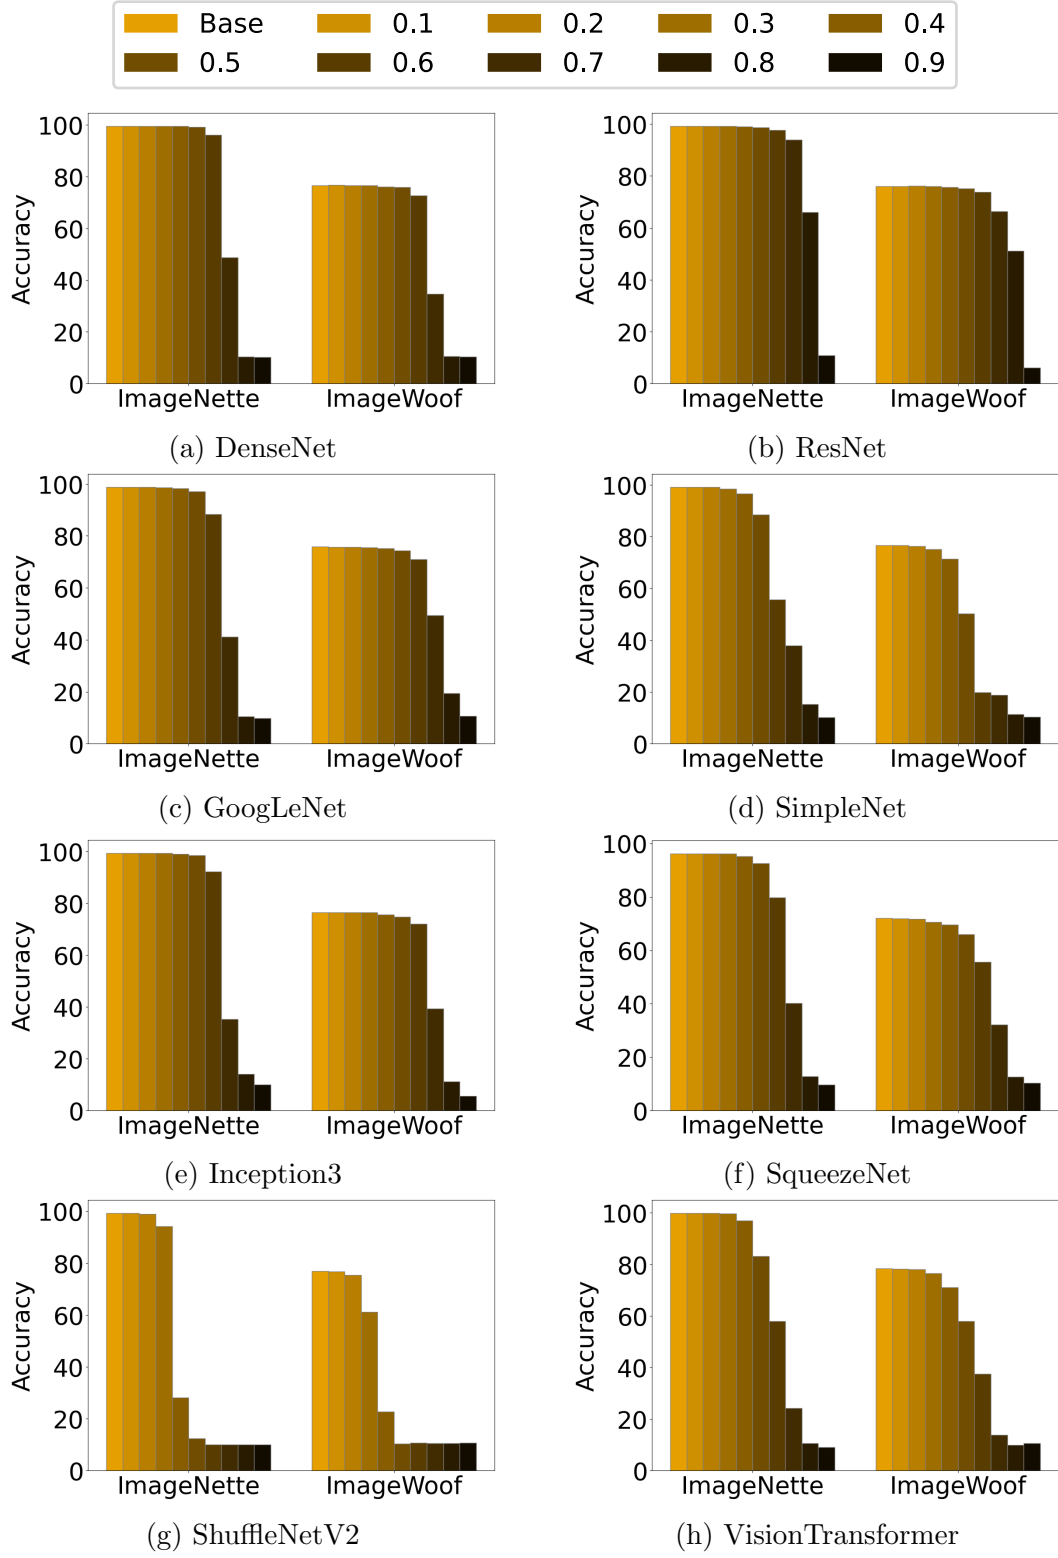 Base 0.1 0.2 0.3 0.4
0.5 0.6 0.7 0.8 0.9
100
80
60
40
20
0
Accuracy
ImageNette ImageWoof
(a) DenseNet
100
80
60
40
20
0
Accuracy
ImageNette ImageWoof
(b) ResNet
100
80
60
40
20
0
Accuracy
ImageNette ImageWoof
(c) GoogLeNet
100
80
60
40
20
0
Accuracy
ImageNette ImageWoof
(d) SimpleNet
100
80
60
40
20
0
Accuracy
ImageNette ImageWoof
(e) Inception3
100
80
60
40
20
0
Accuracy
ImageNette ImageWoof
(f) SqueezeNet
100
80
60
40
20
0
Accuracy
ImageNette ImageWoof
(g) ShuffleNetV2
100
80
60
40
20
0
Accuracy
ImageNette ImageWoof
(h) VisionTransformer